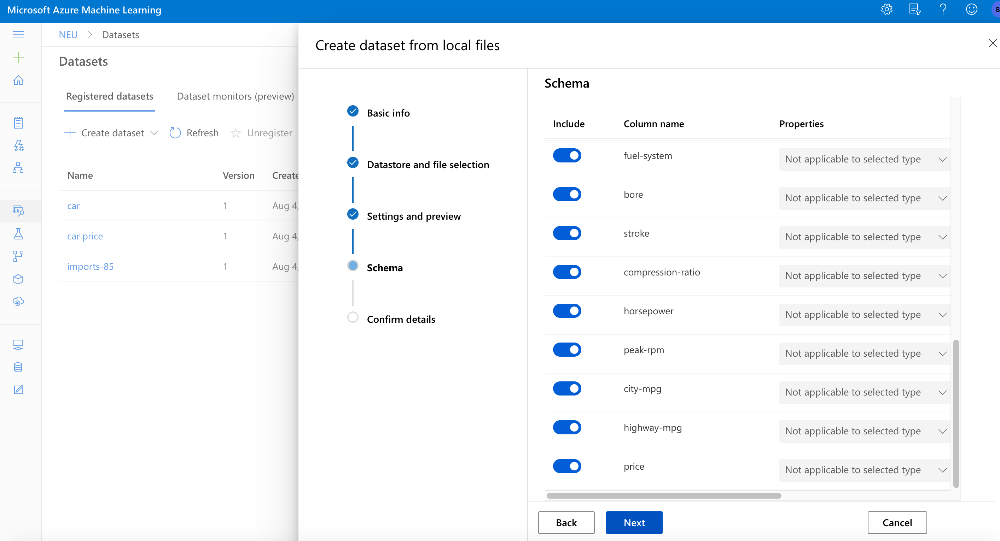 Microsoft Azure Machine Learning
B
NEU > Datasets
Datasets
Registered datasets Dataset monitors (preview)
Create dataset Refresh Unregister
Name Version Create
car 1 Aug 4,
car price 1 Aug 4,
imports-85 1 Aug 4,
Create dataset from local files
Basic info
Datastore and file selection
Settings and preview
Schema
Confirm details
Schema
Include Column name Properties
fuel-system Not applicable to selected type
bore Not applicable to selected type
stroke Not applicable to selected type
compression-ratio Not applicable to selected type
horsepower Not applicable to selected type
peak-rpm Not applicable to selected type
city-mpg Not applicable to selected type
highway-mpg Not applicable to selected type
price Not applicable to selected type
Back Next Cancel